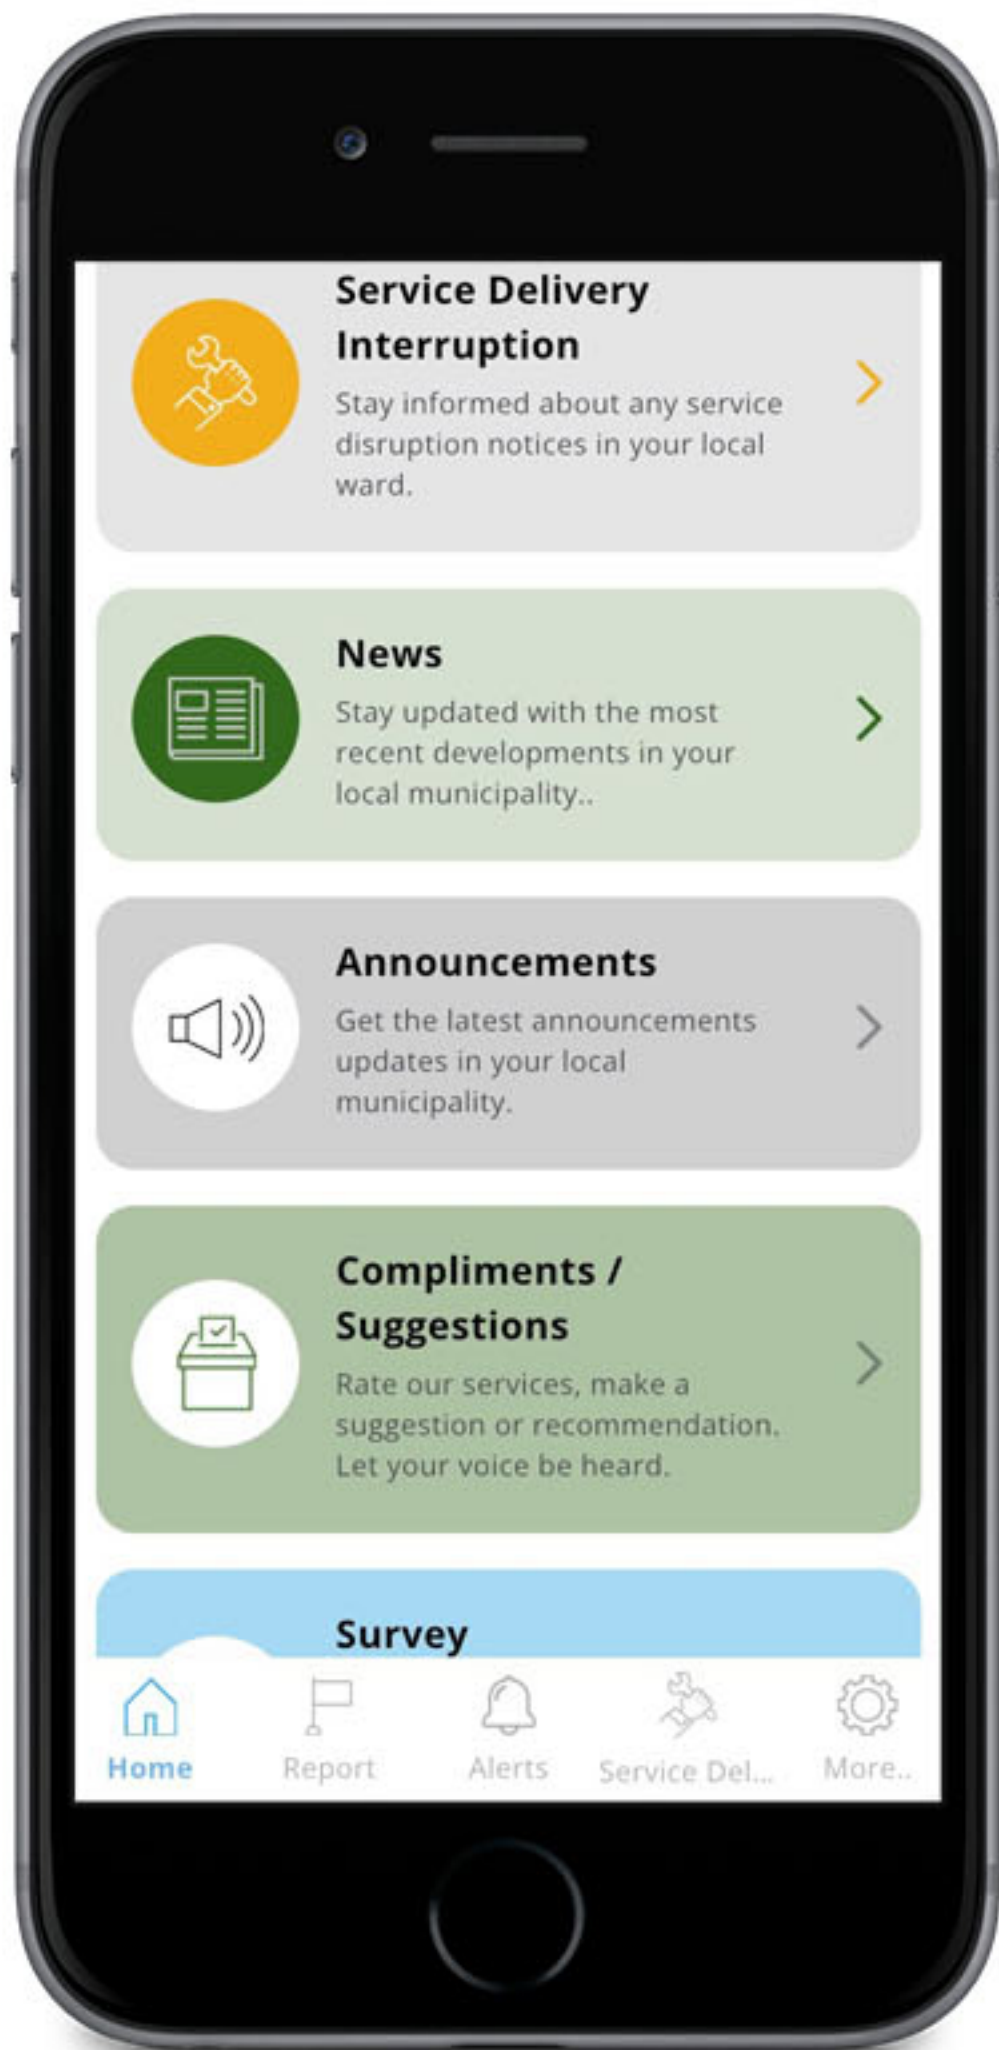 Service Delivery
Interruption
Stay informed about any service
disruption notices in your local
ward.
News
Stay updated with the most
recent developments in your
local municipality..
Announcements
Get the latest announcements
updates in your local
municipality.
Compliments /
Suggestions
Rate our services, make a
suggestion or recommendation.
Let your voice be heard.
Survey
Home
Report
Alerts
Service Del...
More..